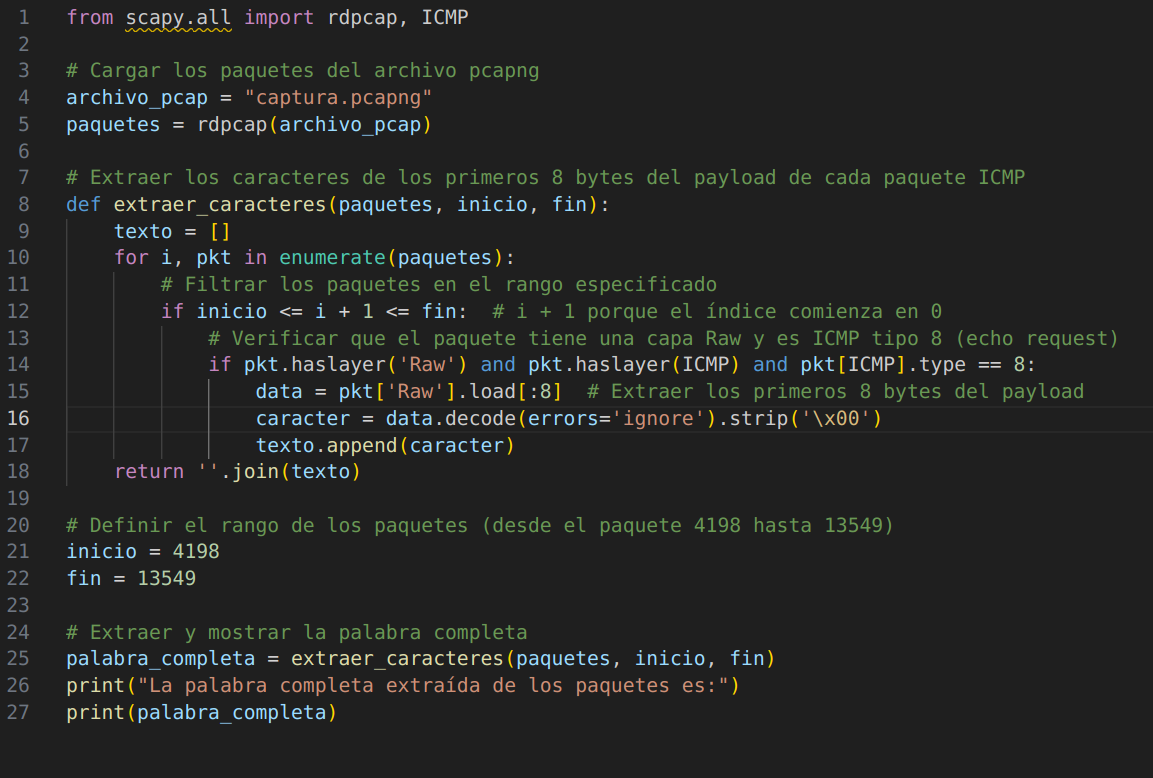 1 from scapy.all import rdpcap, ICMP
2
3 # Cargar los paquetes del archivo pcapng
4 archivo_pcap = "captura.pcapng"
5 paquetes = rdpcap(archivo_pcap)
6
7 # Extraer los caracteres de los primeros 8 bytes del payload de cada paquete ICMP
8 def extraer_caracteres(paquetes, inicio, fin):
9     texto = []
10     for i, pkt in enumerate(paquetes):
11         # Filtrar los paquetes en el rango especificado
12         if inicio <= i + 1 <= fin:  # i + 1 porque el índice comienza en 0
13             # Verificar que el paquete tiene una capa Raw y es ICMP tipo 8 (echo request)
14             if pkt.haslayer('Raw') and pkt.haslayer(ICMP) and pkt[ICMP].type == 8:
15                 data = pkt['Raw'].load[:8]  # Extraer los primeros 8 bytes del payload
16                 caracter = data.decode(errors='ignore').strip('\x00')
17                 texto.append(caracter)
18     return ''.join(texto)
19
20 # Definir el rango de los paquetes (desde el paquete 4198 hasta 13549)
21 inicio = 4198
22 fin = 13549
23
24 # Extraer y mostrar la palabra completa
25 palabra_completa = extraer_caracteres(paquetes, inicio, fin)
26 print("La palabra completa extraída de los paquetes es:")
27 print(palabra_completa)